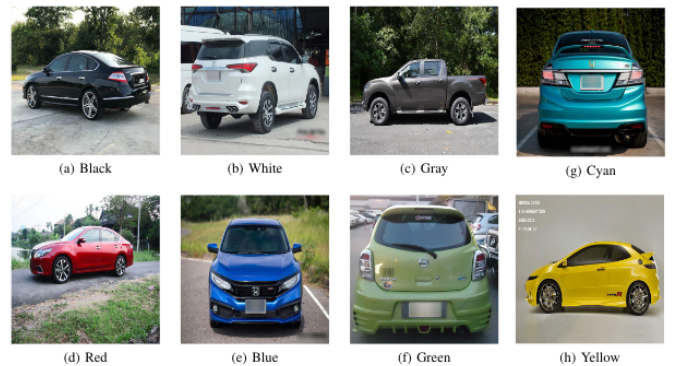 (a) Black
(b) White
(c) Gray
(g) Cyan
(d) Red
(e) Blue
(f) Green
(h) Yellow